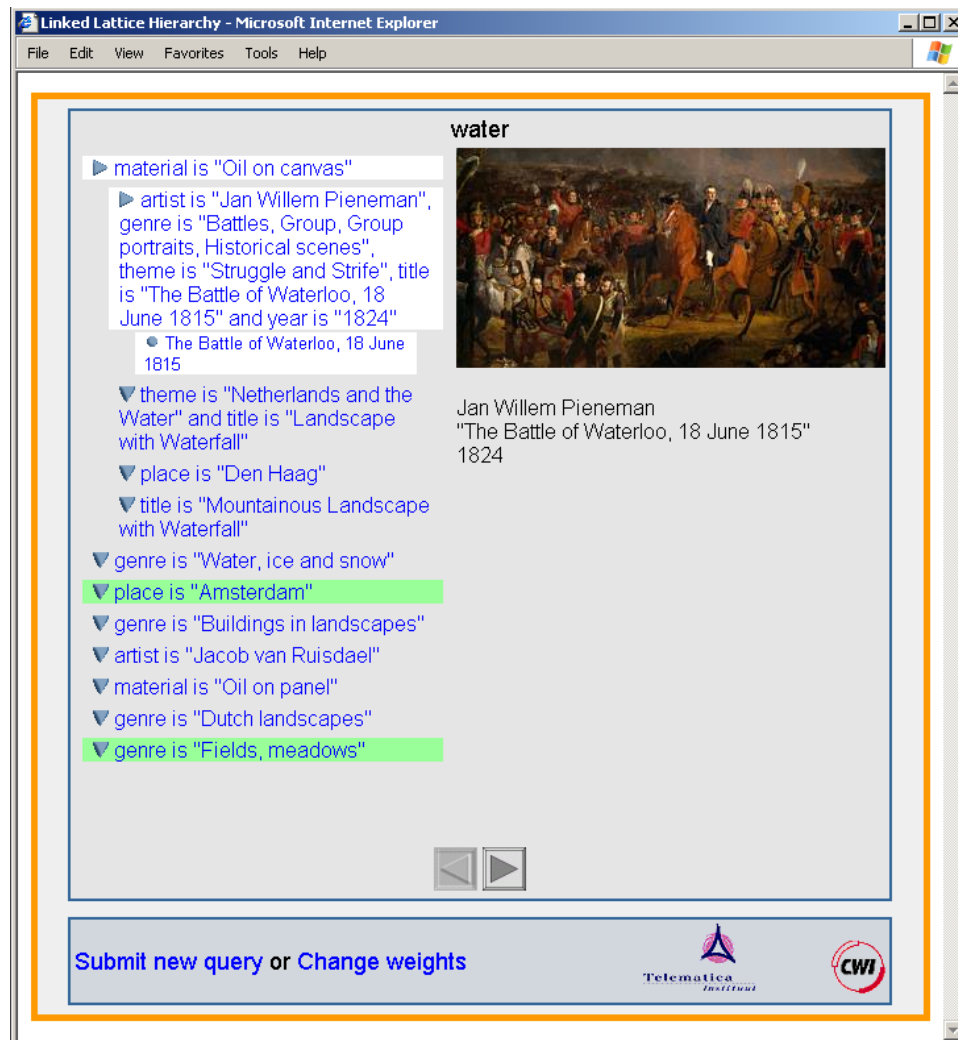 Linked Lattice Hierarchy - Microsoft Internet Explorer
File Edit View Favorites Tools Help
water
material is "Oil on canvas"
artist is "Jan Willem Pieneman",
genre is "Battles, Group, Group
portraits, Historical scenes",
theme is "Struggle and Strife", title
is "The Battle of Waterloo, 18
June 1815" and year is "1824"
The Battle of Waterloo, 18 June
1815
theme is "Netherlands and the
Water" and title is "Landscape
with Waterfall"
place is "Den Haag"
title is "Mountainous Landscape
with Waterfall"
genre is "Water, ice and snow"
place is "Amsterdam"
genre is "Buildings in landscapes"
artist is "Jacob van Ruisdael"
material is "Oil on panel"
genre is "Dutch landscapes"
genre is "Fields, meadows"
Jan Willem Pieneman
"The Battle of Waterloo, 18 June 1815"
1824
Submit new query or Change weights
Telematica
Instituut
CWI